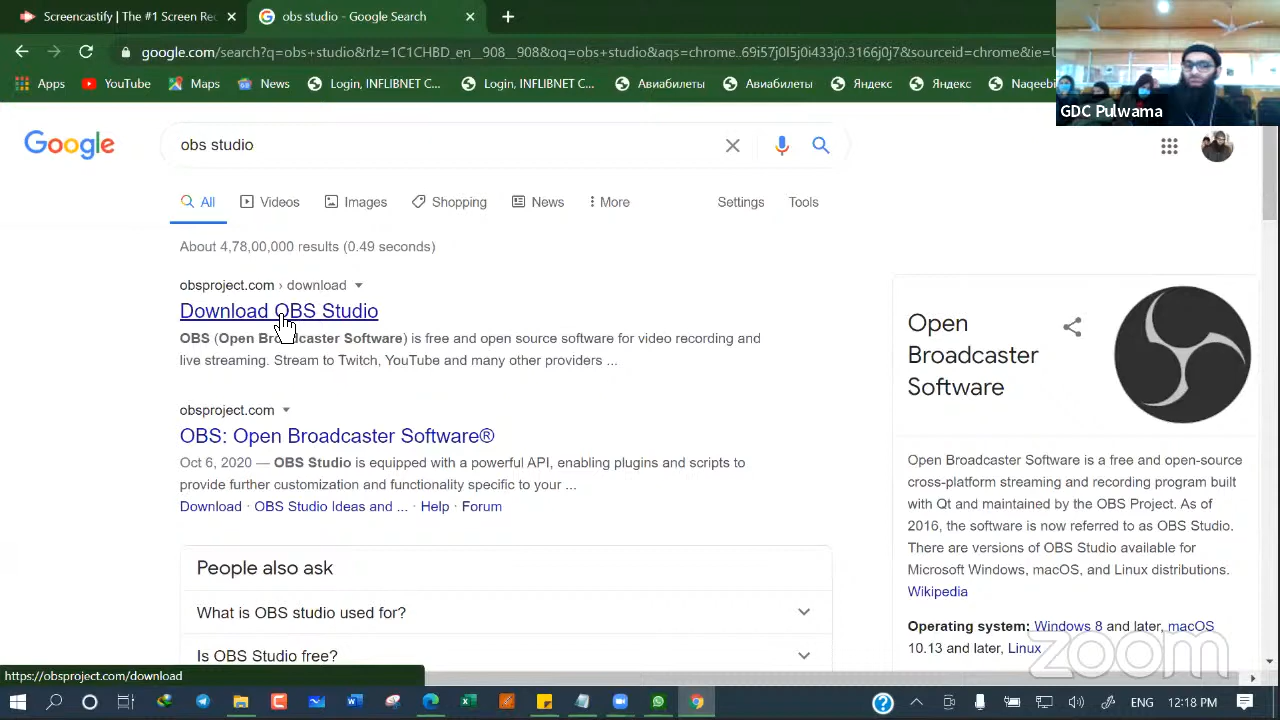 Screencastify | The #1 Screen Rec
obs studio - Google Search
google.com/search?q=obs+studio&rlz=1C1CHBD_en__908__908&oq=obs+studio&aqs=chrome..69i57j0l5j0i433j0.3166j0j7&sourceid=chrome&ie=U
Apps
YouTube
Maps
News
Login, INFLIBNET C...
Login, INFLIBNET C...
Авиабилеты
Авиабилеты
Яндекс
Яндекс
Naqeebi
GDC Pulwama
Google
obs studio
All
Videos
Images
Shopping
News
More
Settings
Tools
About 4,78,00,000 results (0.49 seconds)
obsproject.com › download
Download OBS Studio
OBS (Open Broadcaster Software) is free and open source software for video recording and
live streaming. Stream to Twitch, YouTube and many other providers ...
obsproject.com
OBS: Open Broadcaster Software®
Oct 6, 2020 — OBS Studio is equipped with a powerful API, enabling plugins and scripts to
provide further customization and functionality specific to your ...
Download · OBS Studio Ideas and ... · Help · Forum
People also ask
What is OBS studio used for?
Is OBS Studio free?
Open
Broadcaster
Software
Open Broadcaster Software is a free and open-source
cross-platform streaming and recording program built
with Qt and maintained by the OBS Project. As of
2016, the software is now referred to as OBS Studio.
There are versions of OBS Studio available for
Microsoft Windows, macOS, and Linux distributions.
Wikipedia
Operating system: Windows 8 and later, macOS
10.13 and later, Linux
zoom
https://obsproject.com/download
ENG
12:18 PM